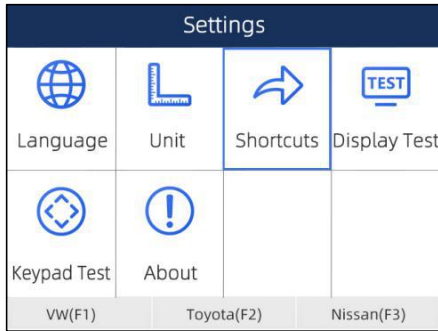 Settings
TEST
Language Unit Shortcuts Display Test
Keypad Test About
VW(F1) Toyota(F2) Nissan(F3)